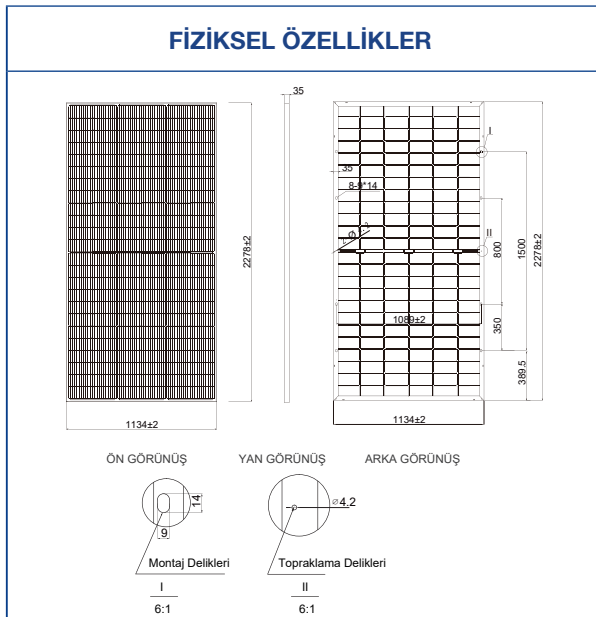 FİZİKSEL ÖZELLİKLER
35
2278±2
1134±2
35
8-9*14
I
II
800
1500
2278±2
1089±2
350
389.5
1134±2
ÖN GÖRÜNÜŞ
YAN GÖRÜNÜŞ
ARKA GÖRÜNÜŞ
14
9
Montaj Delikleri
I
6:1
⌀4.2
Topraklama Delikleri
II
6:1